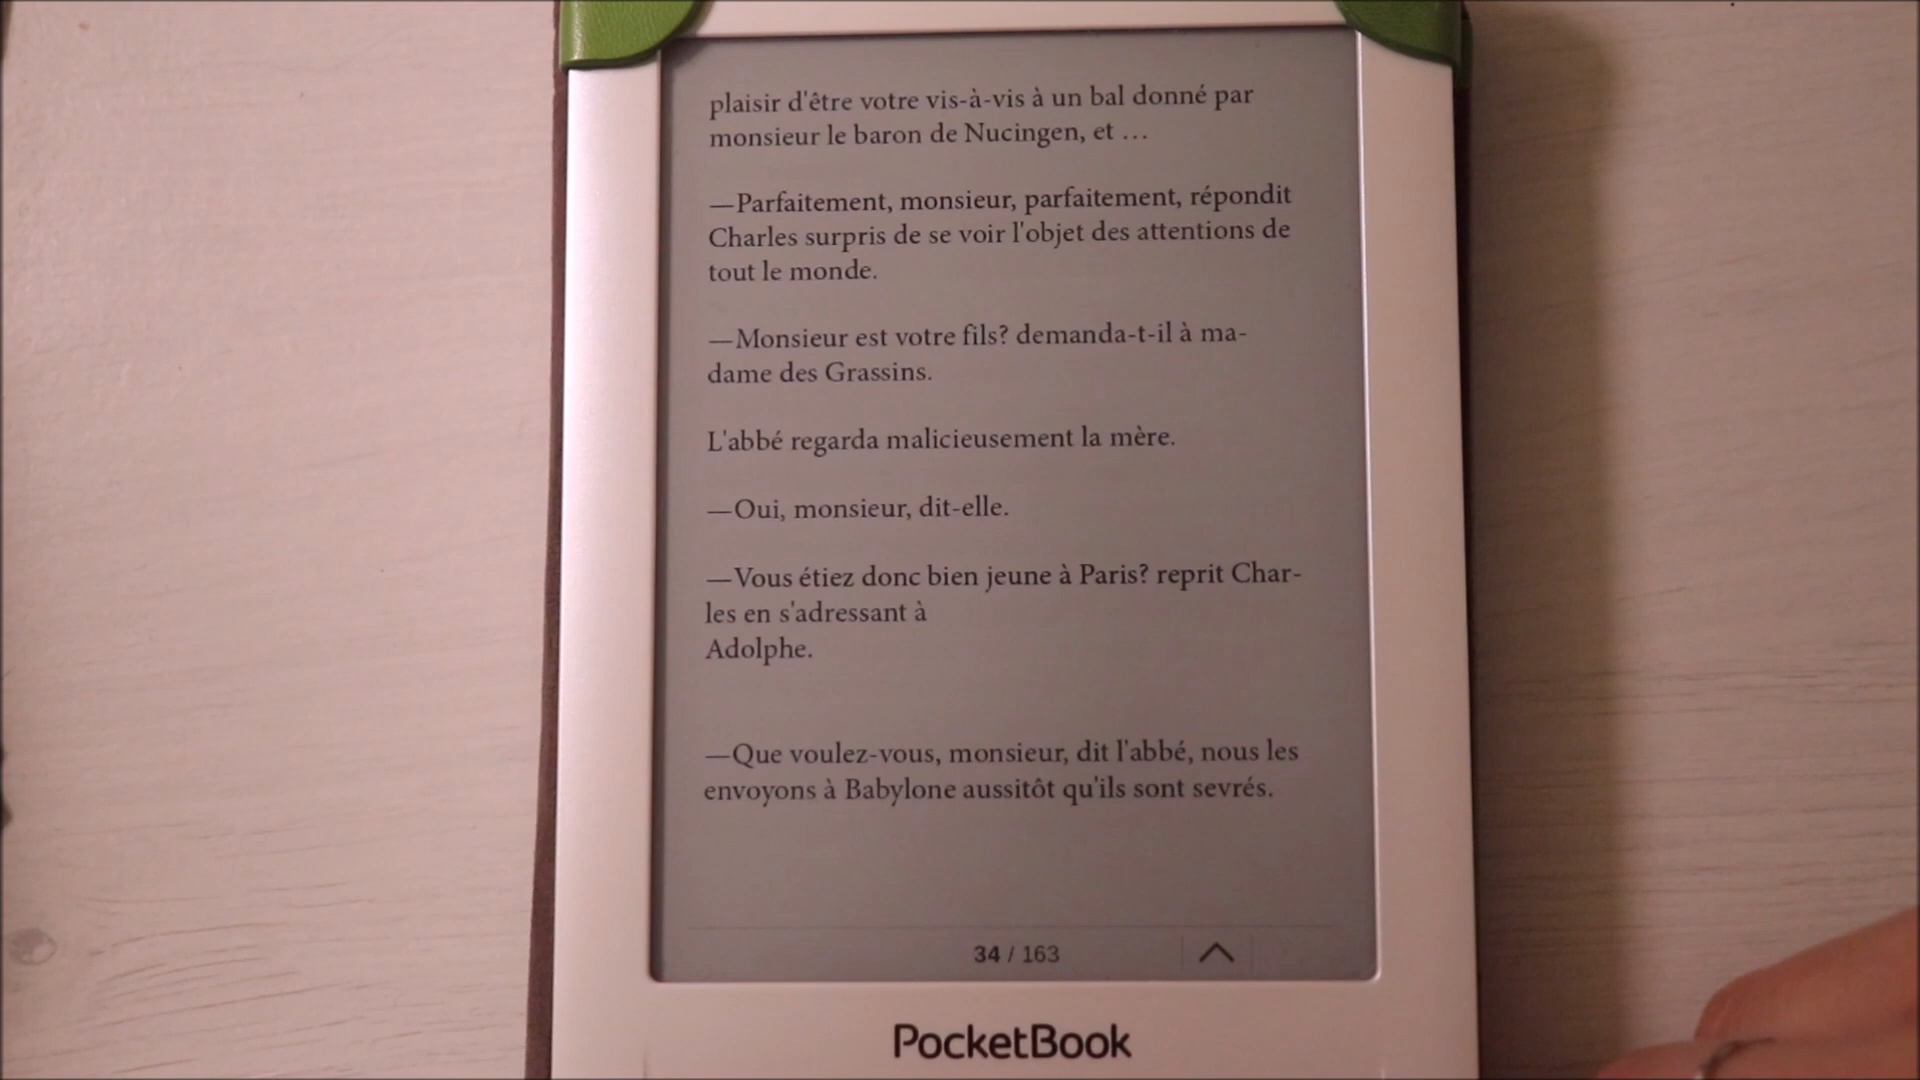 plaisir d'être votre vis-à-vis à un bal donné par
monsieur le baron de Nucingen, et …
—Parfaitement, monsieur, parfaitement, répondit
Charles surpris de se voir l'objet des attentions de
tout le monde.
—Monsieur est votre fils? demanda-t-il à ma-
dame des Grassins.
L'abbé regarda malicieusement la mère.
—Oui, monsieur, dit-elle.
—Vous étiez donc bien jeune à Paris? reprit Char-
les en s'adressant à
Adolphe.
—Que voulez-vous, monsieur, dit l'abbé, nous les
envoyons à Babylone aussitôt qu'ils sont sevrés.
34 / 163
PocketBook